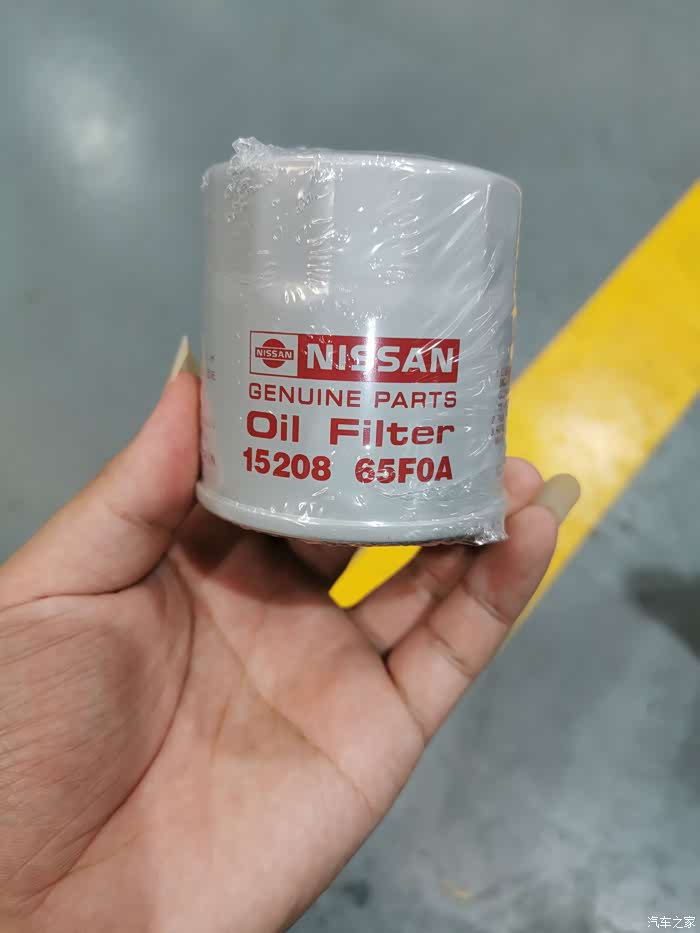 NISSAN NISSAN
GENUINE PARTS
Oil Filter
15208 65F0A
汽车之家